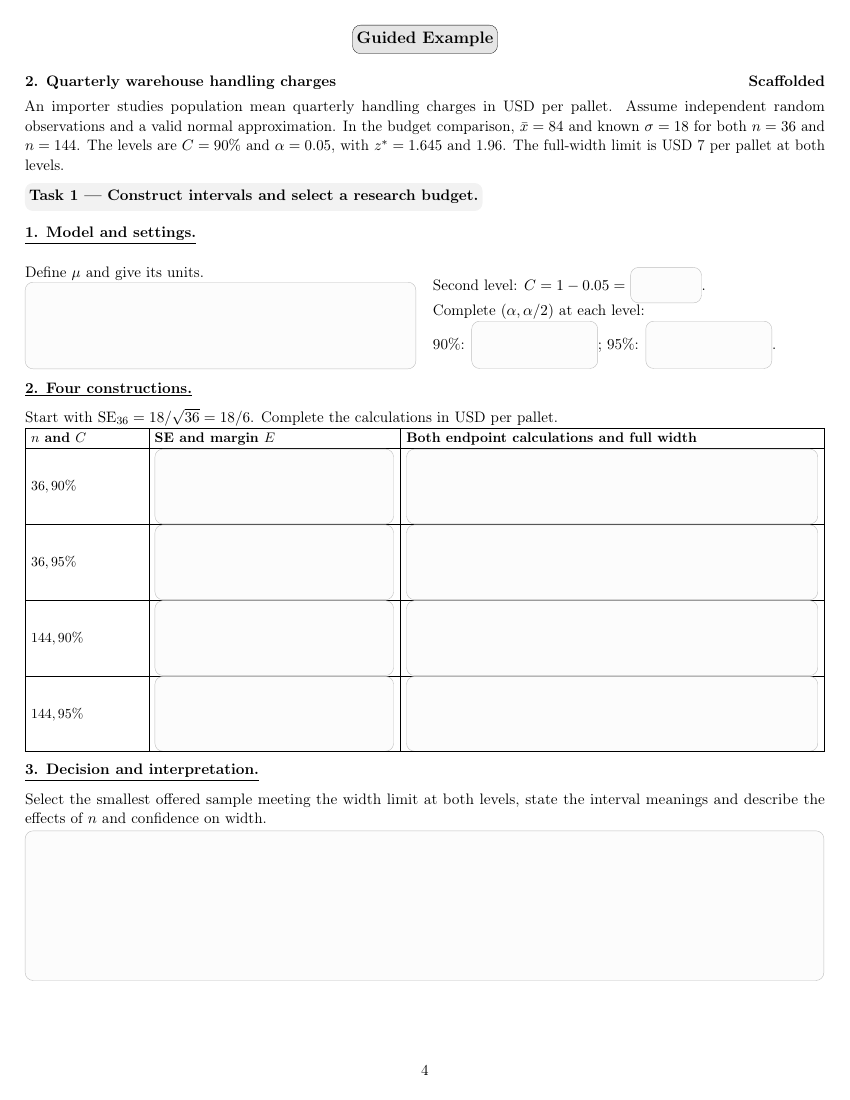 Guided Example
2. Quarterly warehouse handling charges Scaffolded
An importer studies population mean quarterly handling charges in USD per pallet. Assume independent random
observations and a valid normal approximation. In the budget comparison, x̄ = 84 and known σ = 18 for both n = 36 and
n = 144. The levels are C = 90% and α = 0.05, with z* = 1.645 and 1.96. The full-width limit is USD 7 per pallet at both
levels.
Task 1 — Construct intervals and select a research budget.
1. Model and settings.
Define μ and give its units.
Second level: C = 1 − 0.05 = .
Complete (α, α/2) at each level:
90%: ; 95%: .
2. Four constructions.
Start with SE₃₆ = 18/√36 = 18/6. Complete the calculations in USD per pallet.
n and C SE and margin E Both endpoint calculations and full width
36, 90%
36, 95%
144, 90%
144, 95%
3. Decision and interpretation.
Select the smallest offered sample meeting the width limit at both levels, state the interval meanings and describe the
effects of n and confidence on width.
4